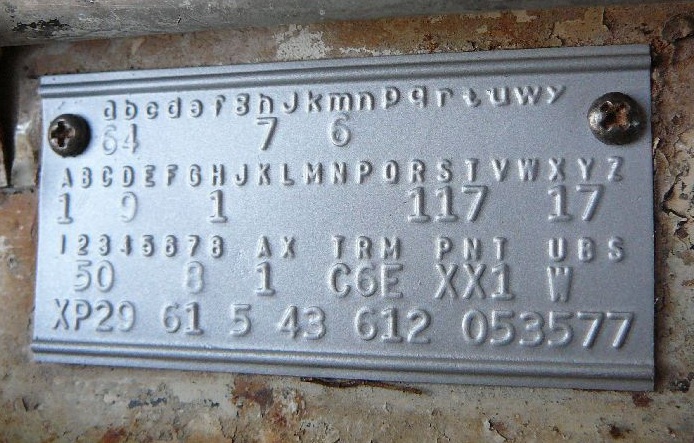 abcdefghJkmnpqrtuwy
64 7 6
ABCDEFGHJKLMNPQRSTVWXYZ
1 9 1 117 17
12345678 AX TRM PNT UBS
50 8 1 C6E XX1 W
XP29 61 5 43 612 053577